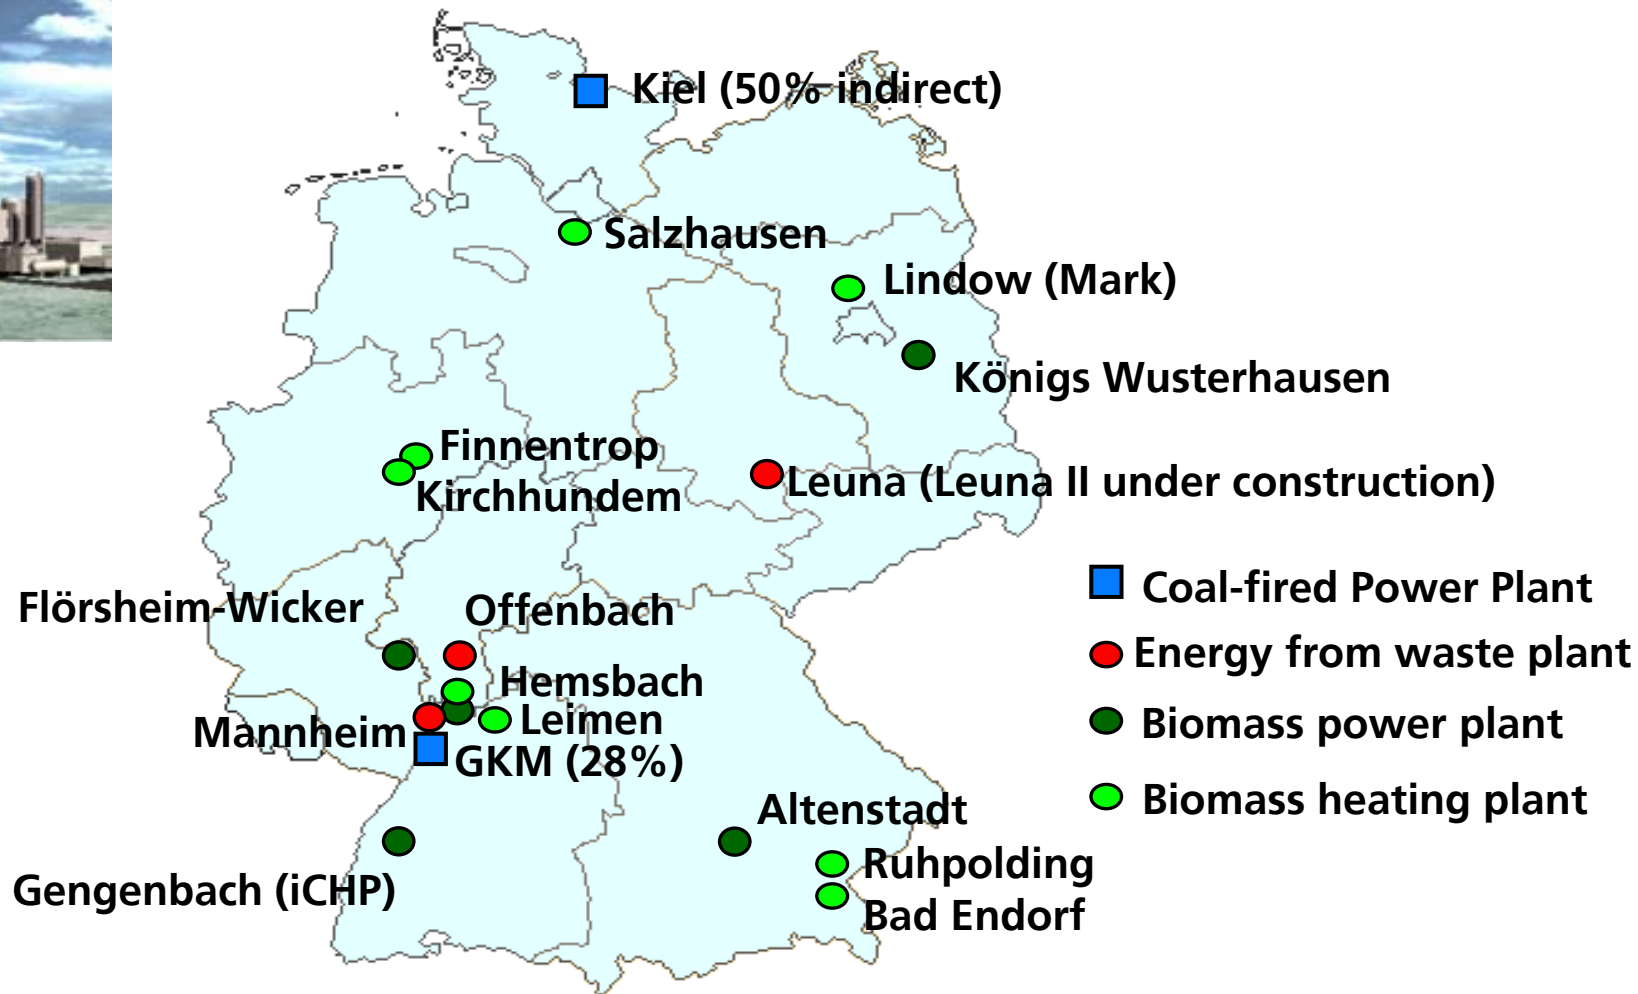 Kiel (50% indirect)
Salzhausen
Lindow (Mark)
Königs Wusterhausen
Finnentrop
Kirchhundem
Leuna (Leuna II under construction)
Flörsheim-Wicker
Offenbach
Hemsbach
Leimen
Mannheim
GKM (28%)
Altenstadt
Ruhpolding
Bad Endorf
Gengenbach (iCHP)
Coal-fired Power Plant
Energy from waste plant
Biomass power plant
Biomass heating plant